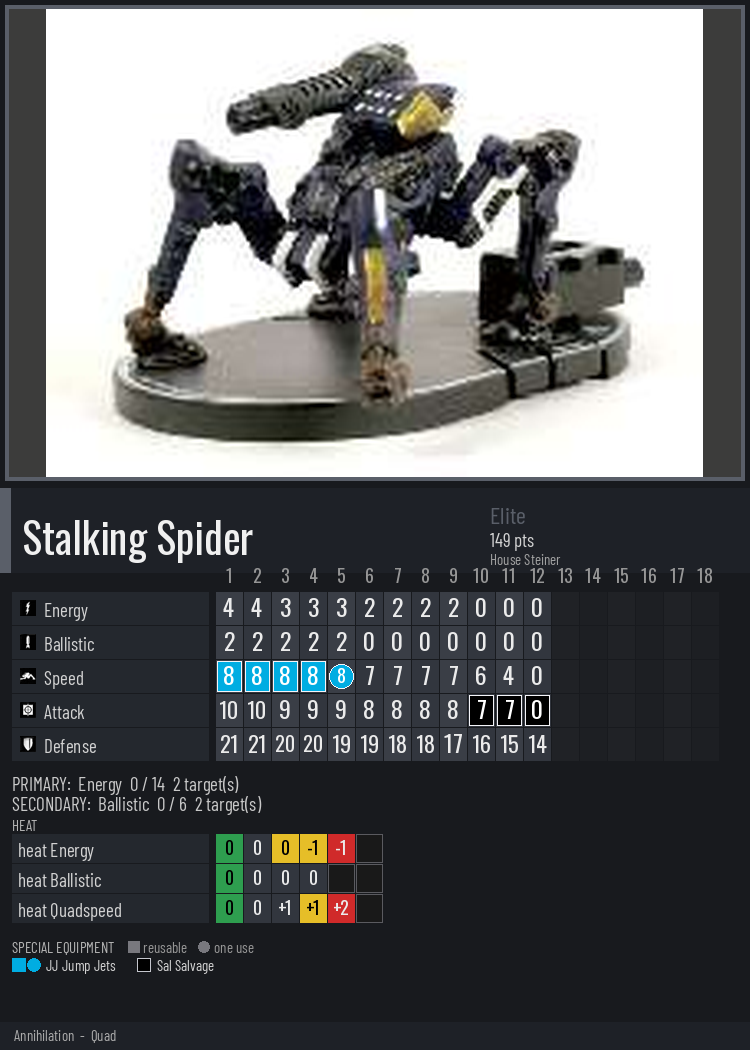 Stalking Spider
Elite
149 pts
House Steiner
1 2 3 4 5 6 7 8 9 10 11 12 13 14 15 16 17 18
Energy 4 4 3 3 3 2 2 2 2 0 0 0
Ballistic 2 2 2 2 2 0 0 0 0 0 0 0
Speed 8 8 8 8 8 7 7 7 7 6 4 0
Attack 10 10 9 9 9 8 8 8 8 7 7 0
Defense 21 21 20 20 19 19 18 18 17 16 15 14
PRIMARY: Energy 0 / 14 2 target(s)
SECONDARY: Ballistic 0 / 6 2 target(s)
HEAT
heat Energy 0 0 0 -1 -1
heat Ballistic 0 0 0 0
heat Quadspeed 0 0 +1 +1 +2
SPECIAL EQUIPMENT reusable one use
JJ Jump Jets Sal Salvage
Annihilation - Quad